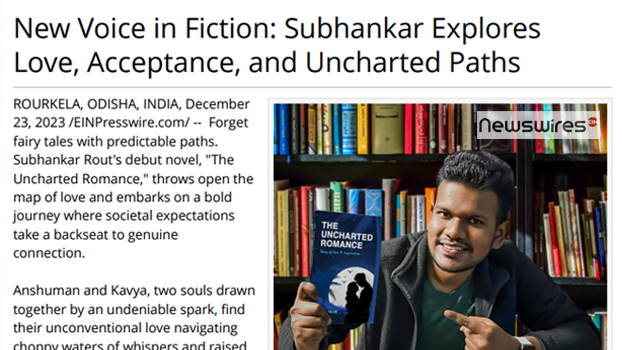 New Voice in Fiction: Subhankar Explores
Love, Acceptance, and Uncharted Paths
ROURKELA, ODISHA, INDIA, December
23, 2023 /EINPresswire.com/ -- Forget
fairy tales with predictable paths.
Subhankar Rout's debut novel, "The
Uncharted Romance," throws open the
map of love and embarks on a bold
journey where societal expectations
take a backseat to genuine
connection.
Anshuman and Kavya, two souls drawn
together by an undeniable spark, find
their unconventional love navigating
choppy waters of whispers and raised
Newswires
THE
UNCHARTED
ROMANCE